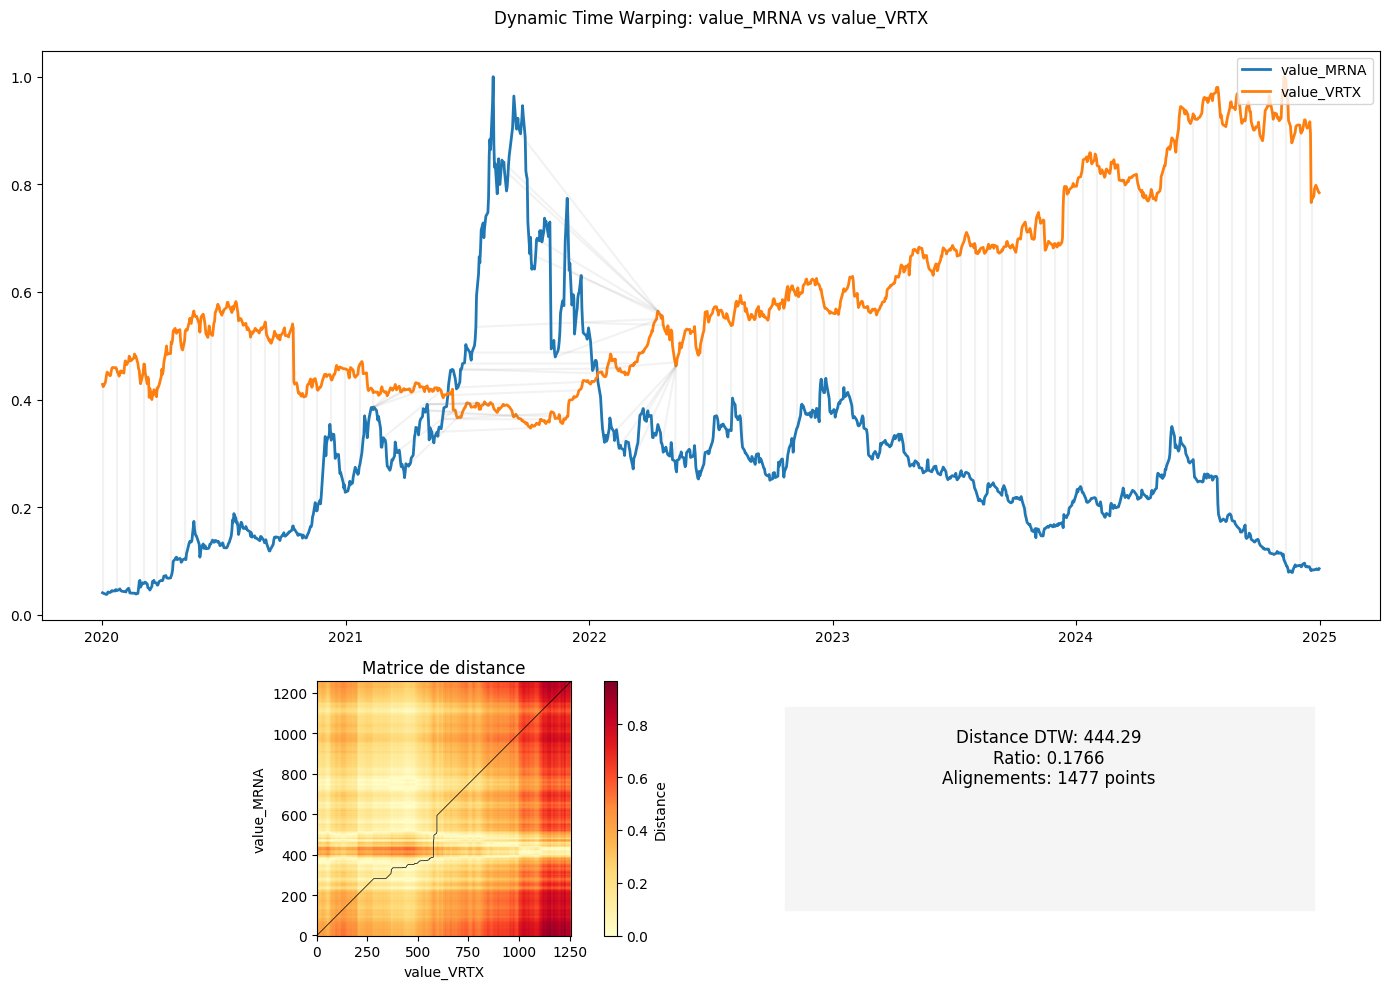 Dynamic Time Warping: value_MRNA vs value_VRTX
value_MRNA
value_VRTX
1.0
0.8
0.6
0.4
0.2
0.0
2020 2021 2022 2023 2024 2025
Matrice de distance
value_MRNA
1200
1000
800
600
400
200
0
0 250 500 750 1000 1250
value_VRTX
0.8
0.6
0.4
0.2
0.0
Distance
Distance DTW: 444.29
Ratio: 0.1766
Alignements: 1477 points